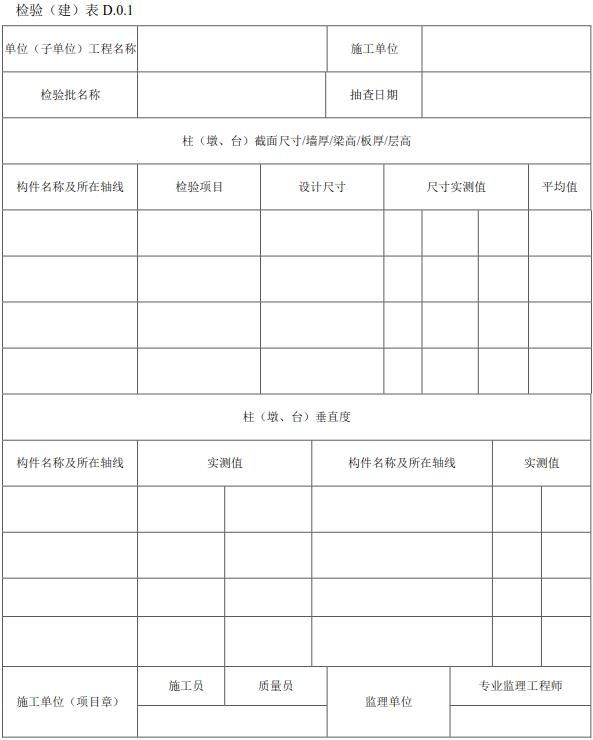 检验（建）表 D.0.1
单位（子单位）工程名称 施工单位
检验批名称 抽查日期
柱（墩、台）截面尺寸/墙厚/梁高/板厚/层高
构件名称及所在轴线 检验项目 设计尺寸 尺寸实测值 平均值
柱（墩、台）垂直度
构件名称及所在轴线 实测值 构件名称及所在轴线 实测值
施工单位（项目章） 施工员 质量员 监理单位 专业监理工程师